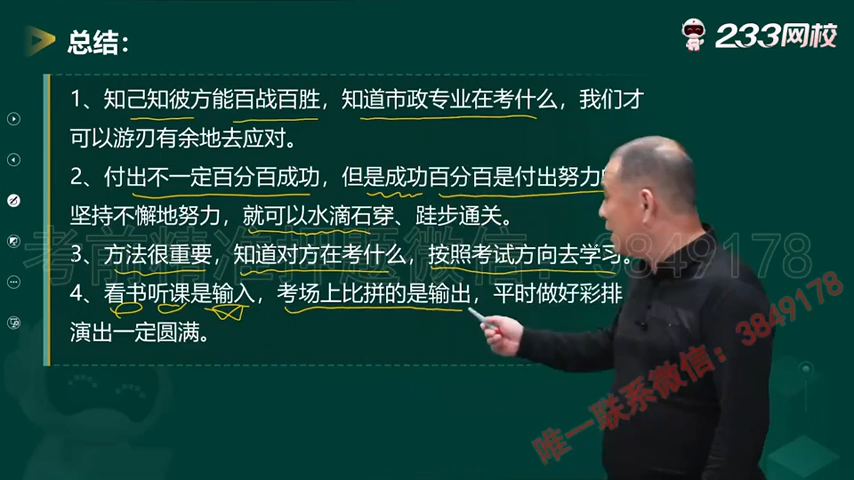 总结：
233网校
1、知己知彼方能百战百胜，知道市政专业在考什么，我们才
可以游刃有余地去应对。
2、付出不一定百分百成功，但是成功百分百是付出努力
坚持不懈地努力，就可以水滴石穿、跬步通关。
3、方法很重要，知道对方在考什么，按照考试方向去学习。
4、看书听课是输入，考场上比拼的是输出，平时做好彩排
演出一定圆满。
3849178
唯一联系微信：3849178